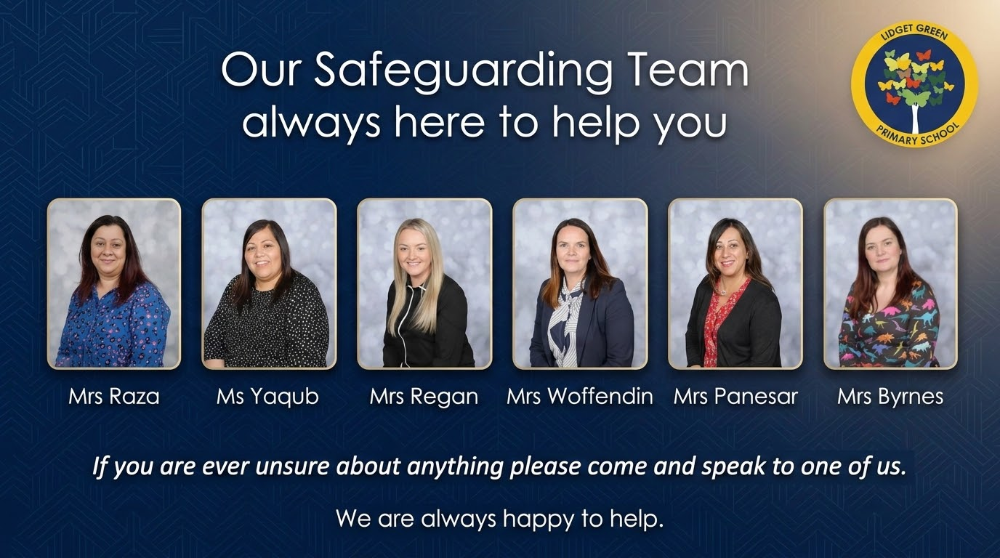 Our Safeguarding Team
always here to help you
LIDGET GREEN
PRIMARY SCHOOL
Mrs Raza
Ms Yaqub
Mrs Regan
Mrs Woffendin
Mrs Panesar
Mrs Byrnes
If you are ever unsure about anything please come and speak to one of us.
We are always happy to help.